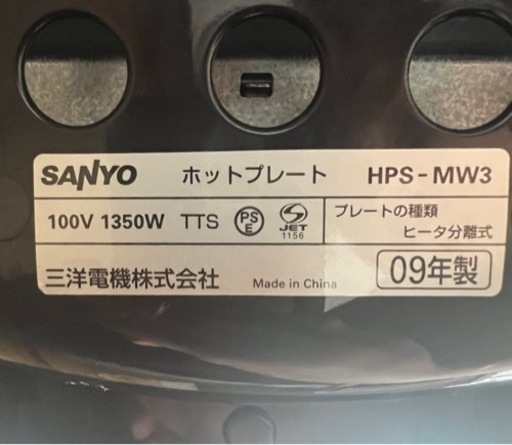 SANYO ホットプレート HPS-MW3
100V 1350W TTS PSE S JET 1156
プレートの種類
ヒータ分離式
三洋電機株式会社 Made in China 09年製